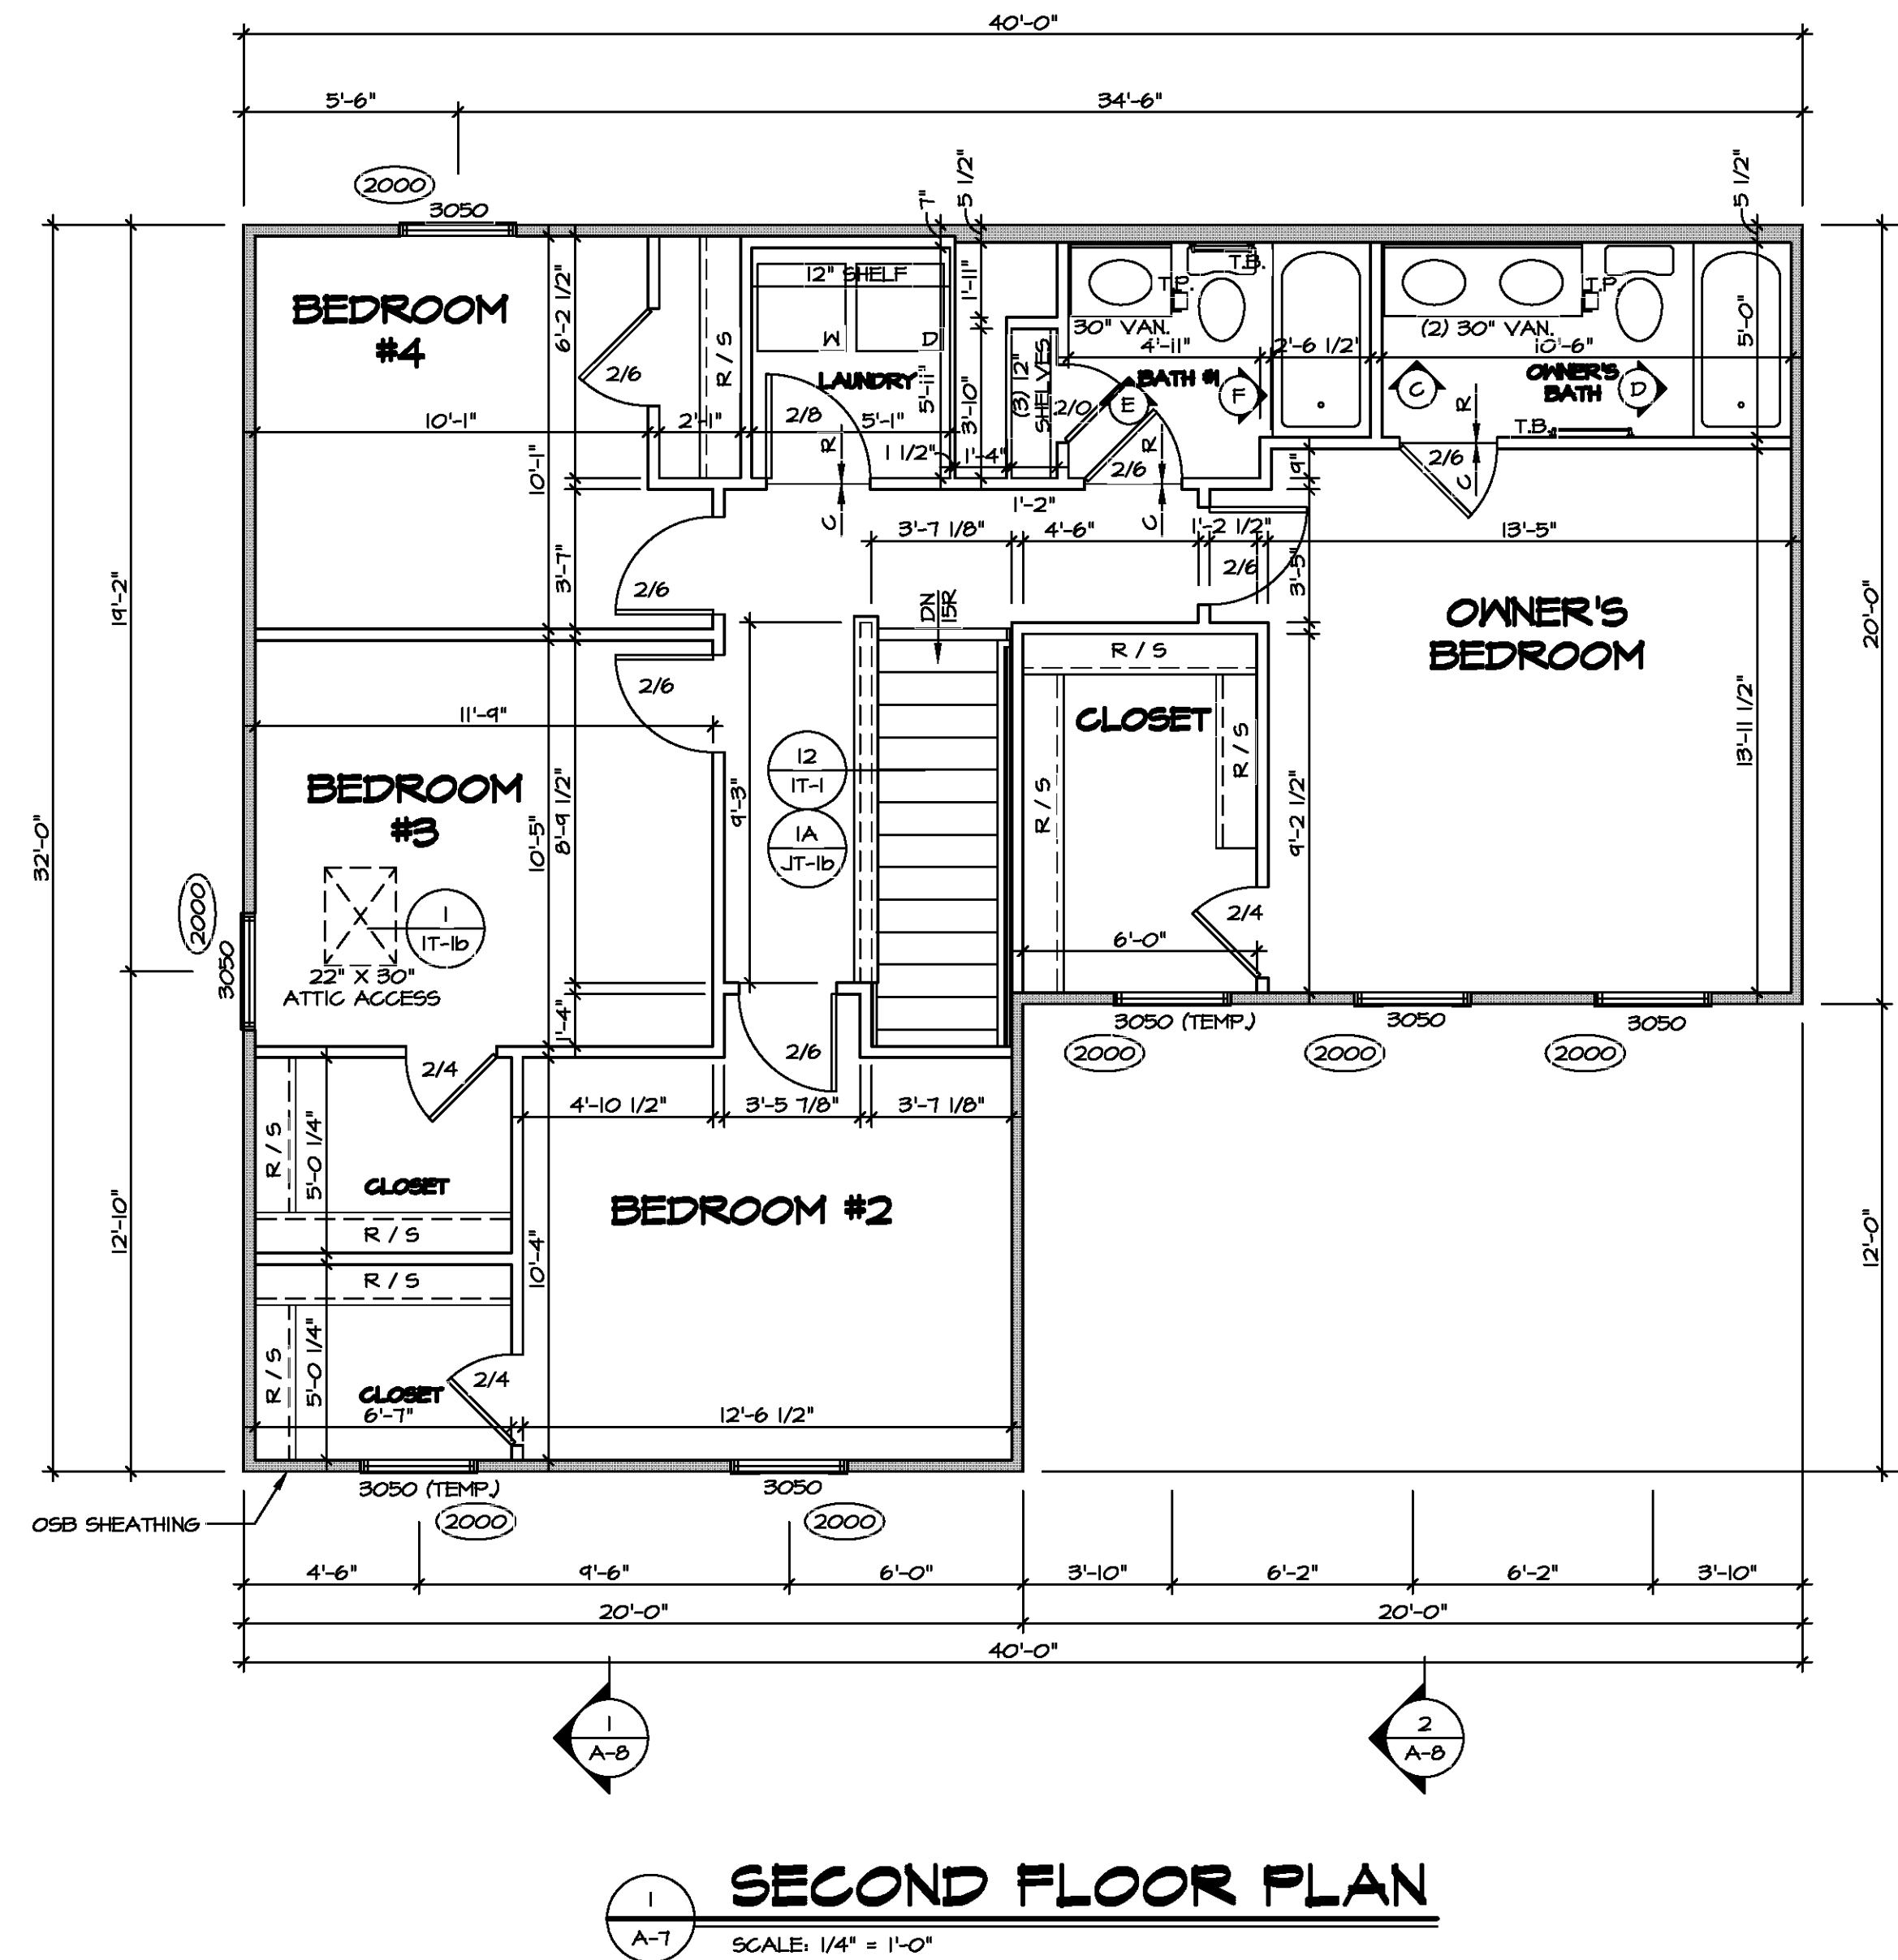 40'-0"
5'-6"
34'-6"
2000
3050
7"
5 1/2"
5 1/2"
BEDROOM
#4
6'-2 1/2"
R / S
12" SHELF
W
D
LAUNDRY
5'-11"
1'-11"
3'-10"
(3) 12"
SHELVES
30" VAN.
T.P.
T.B.
4'-11"
2'-6 1/2"
BATH #1
E
F
(2) 30" VAN.
T.P.
10'-6"
5'-0"
OWNER'S
BATH
C
D
T.B.
R
C
2/6
2/6
10'-1"
2'-1"
2/8
5'-1"
R
C
1 1/2"
1'-4"
2/0
2/6
R
C
19"
10'-1"
3'-7"
1'-2"
3'-7 1/8"
4'-6"
1'-2 1/2"
13'-5"
2/6
3'-5"
2/6
DN
15R
19'-2"
20'-0"
OWNER'S
BEDROOM
R / S
2/6
11'-9"
CLOSET
R / S
R / S
13'-11 1/2"
9'-2 1/2"
BEDROOM
#3
10'-5"
8'-9 1/2"
9'-3"
12
1T-1
1A
JT-1b
32'-0"
2000
3050
1
1T-1b
22" X 30"
ATTIC ACCESS
1'-4"
6'-0"
2/4
3050 (TEMP.)
3050
3050
2000
2000
2000
2/4
2/6
4'-10 1/2"
3'-5 7/8"
3'-7 1/8"
R / S
5'-0 1/4"
CLOSET
R / S
BEDROOM #2
12'-10"
12'-0"
10'-4"
R / S
R / S
5'-0 1/4"
CLOSET
2/4
6'-7"
12'-6 1/2"
3050 (TEMP.)
3050
2000
2000
OSB SHEATHING
4'-6"
9'-6"
6'-0"
3'-10"
6'-2"
6'-2"
3'-10"
20'-0"
20'-0"
40'-0"
1
A-8
2
A-8
1
A-7
SECOND FLOOR PLAN
SCALE: 1/4" = 1'-0"